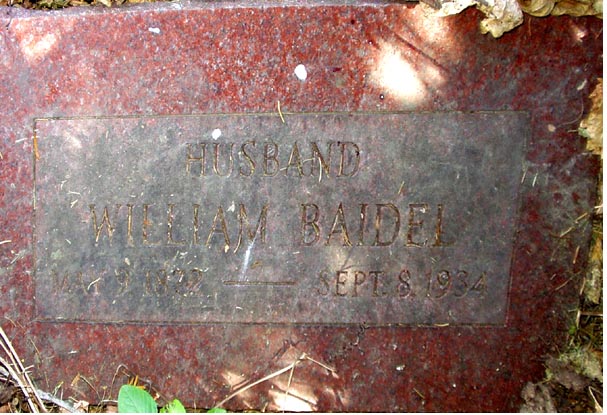 HUSBAND
WILLIAM BAIDEL
SEPT. 8, 1934